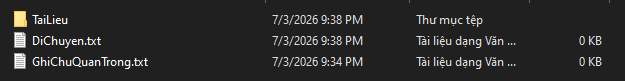 TaiLieu 7/3/2026 9:38 PM Thư mục tệp
DiChuyen.txt 7/3/2026 9:38 PM Tài liệu dạng Văn ... 0 KB
GhiChuQuanTrong.txt 7/3/2026 9:34 PM Tài liệu dạng Văn ... 0 KB